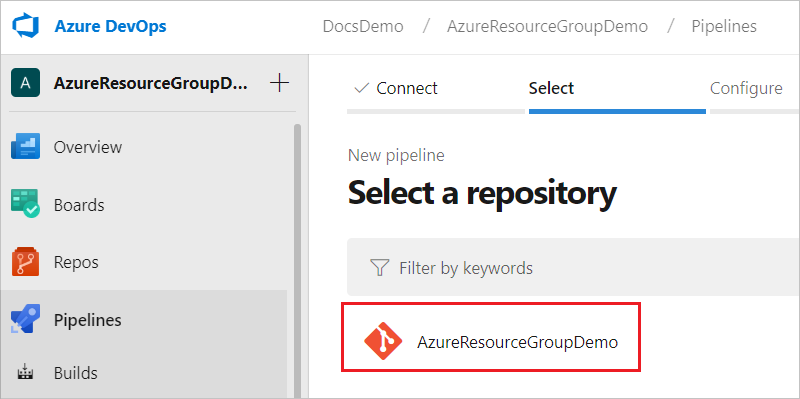 Azure DevOps
DocsDemo / AzureResourceGroupDemo / Pipelines
A AzureResourceGroupD... +
Connect Select Configure
Overview
Boards
Repos
Pipelines
Builds
New pipeline
Select a repository
Filter by keywords
AzureResourceGroupDemo